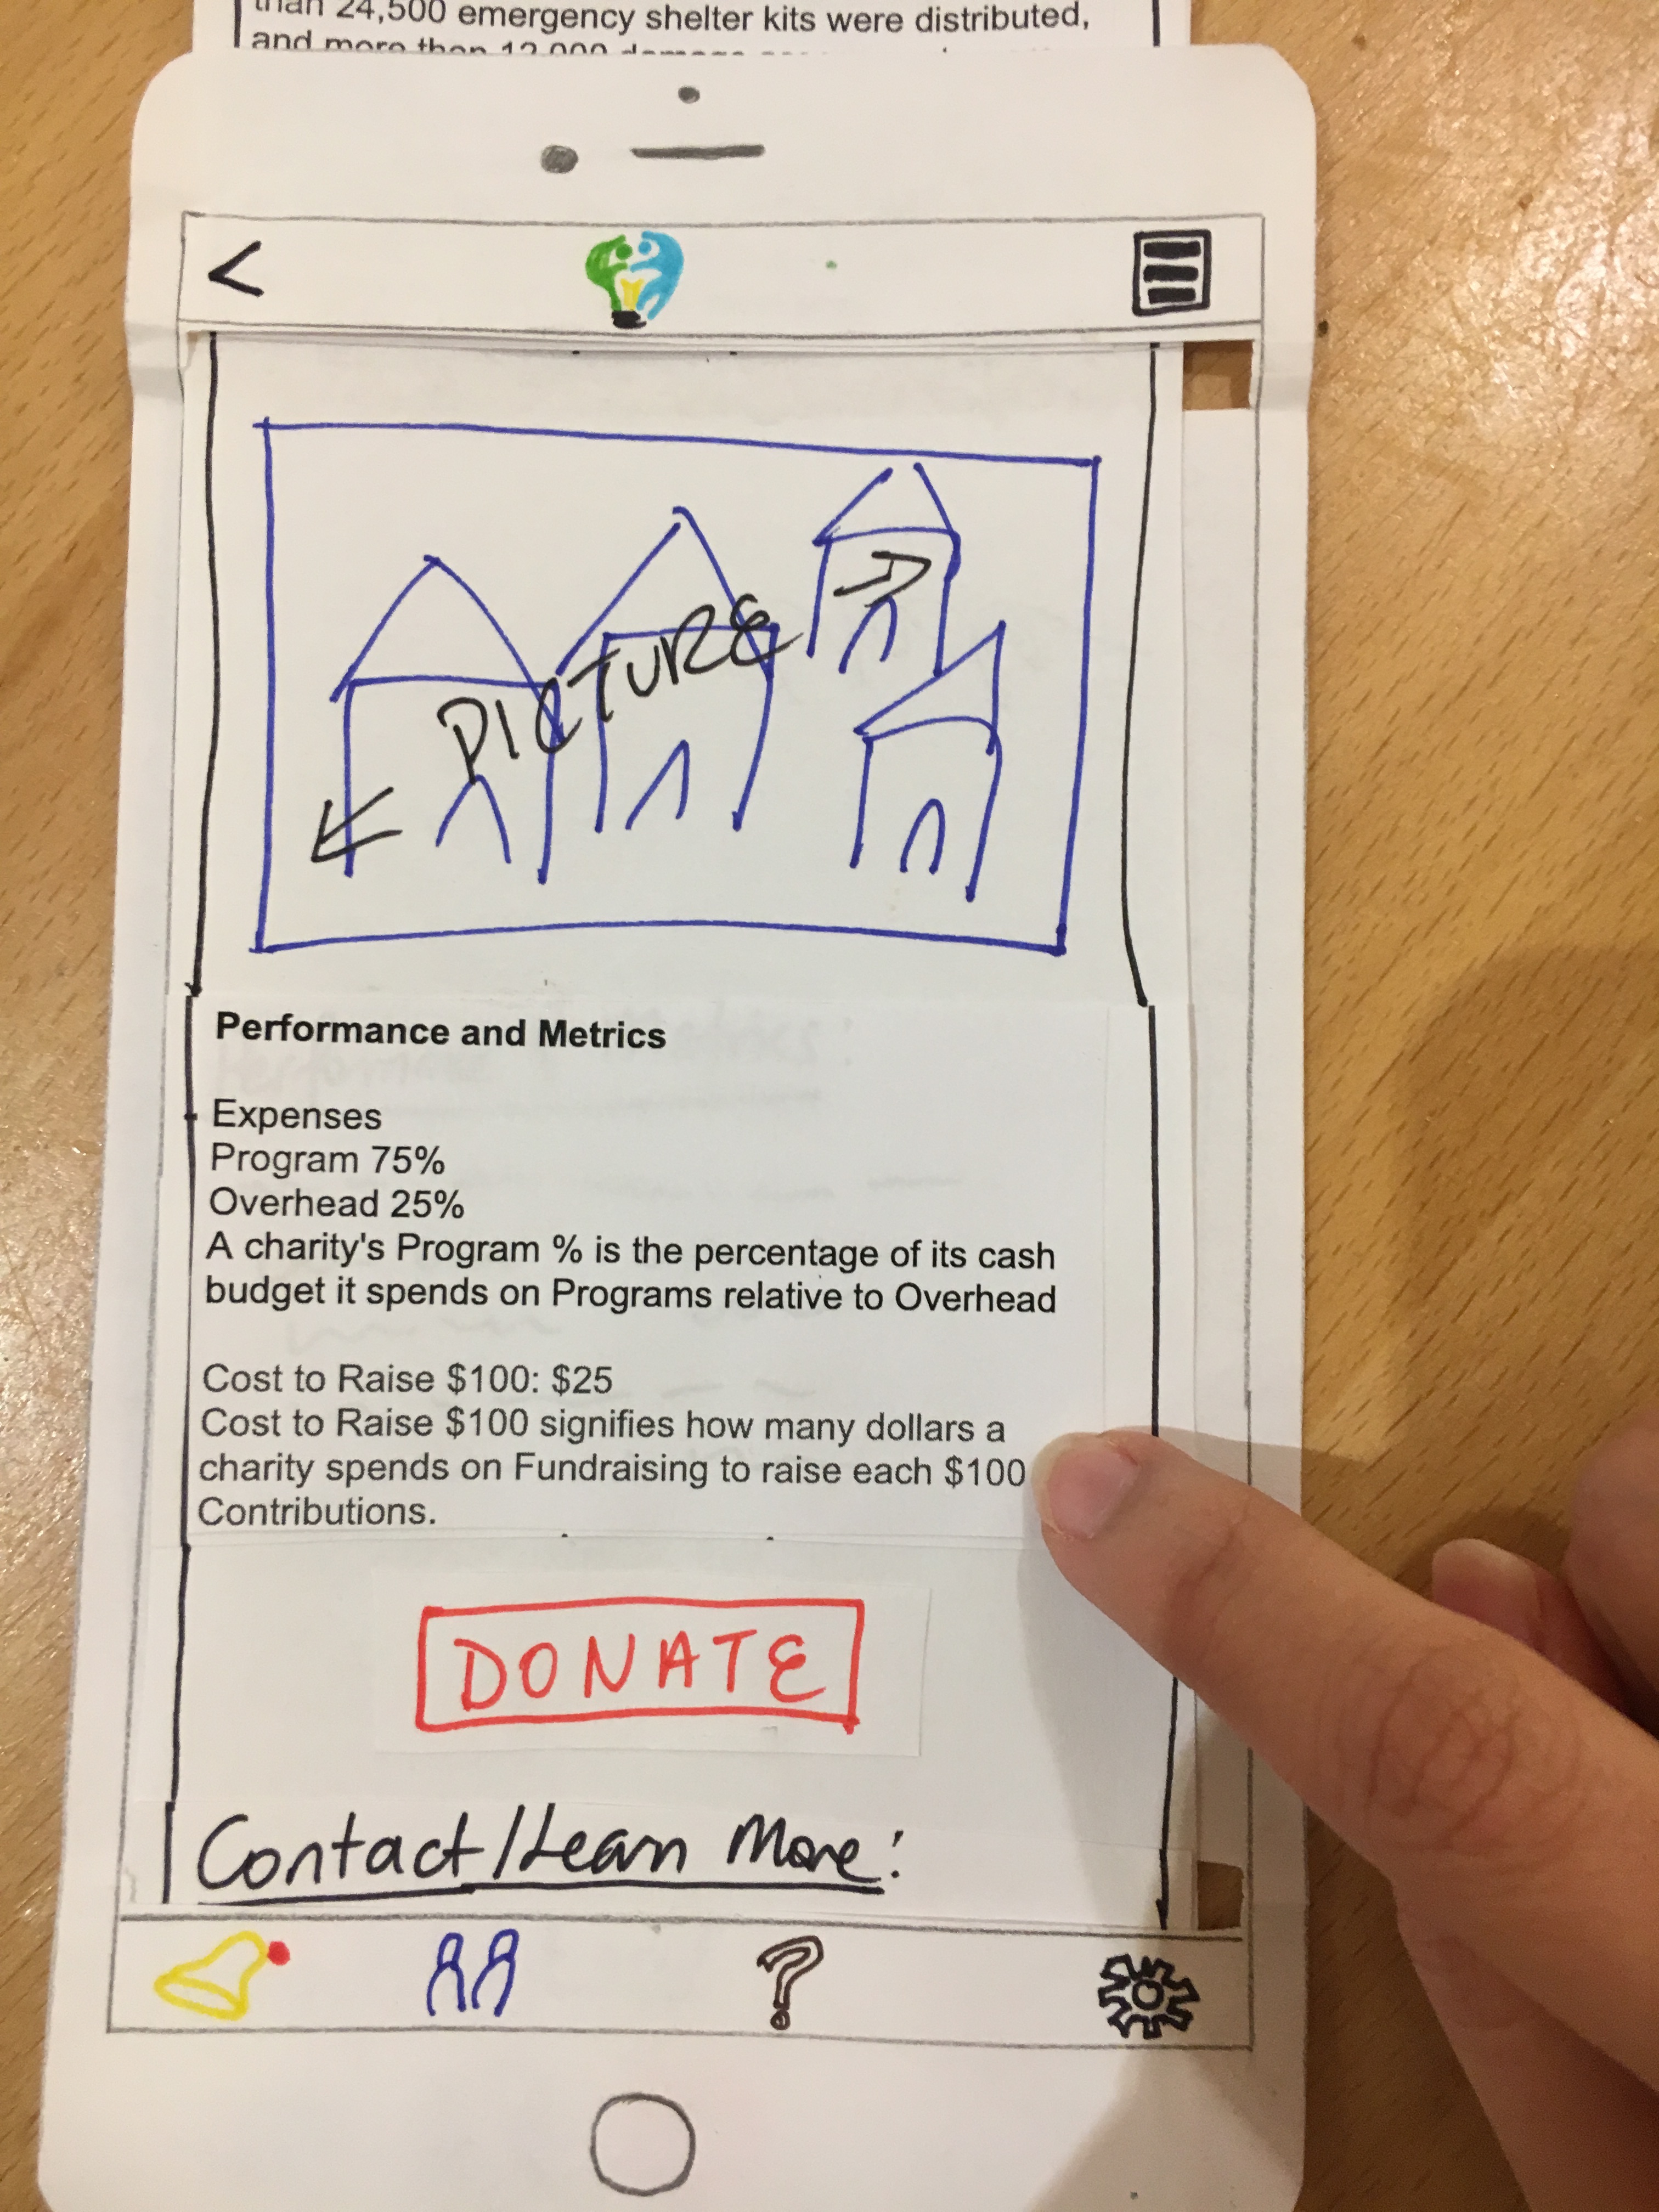 than 24,500 emergency shelter kits were distributed,
and more than 12,000 damage
<
PICTURE
Performance and Metrics
Expenses
Program 75%
Overhead 25%
A charity's Program % is the percentage of its cash
budget it spends on Programs relative to Overhead
Cost to Raise $100: $25
Cost to Raise $100 signifies how many dollars a
charity spends on Fundraising to raise each $100
Contributions.
DONATE
Contact/Learn More:
?